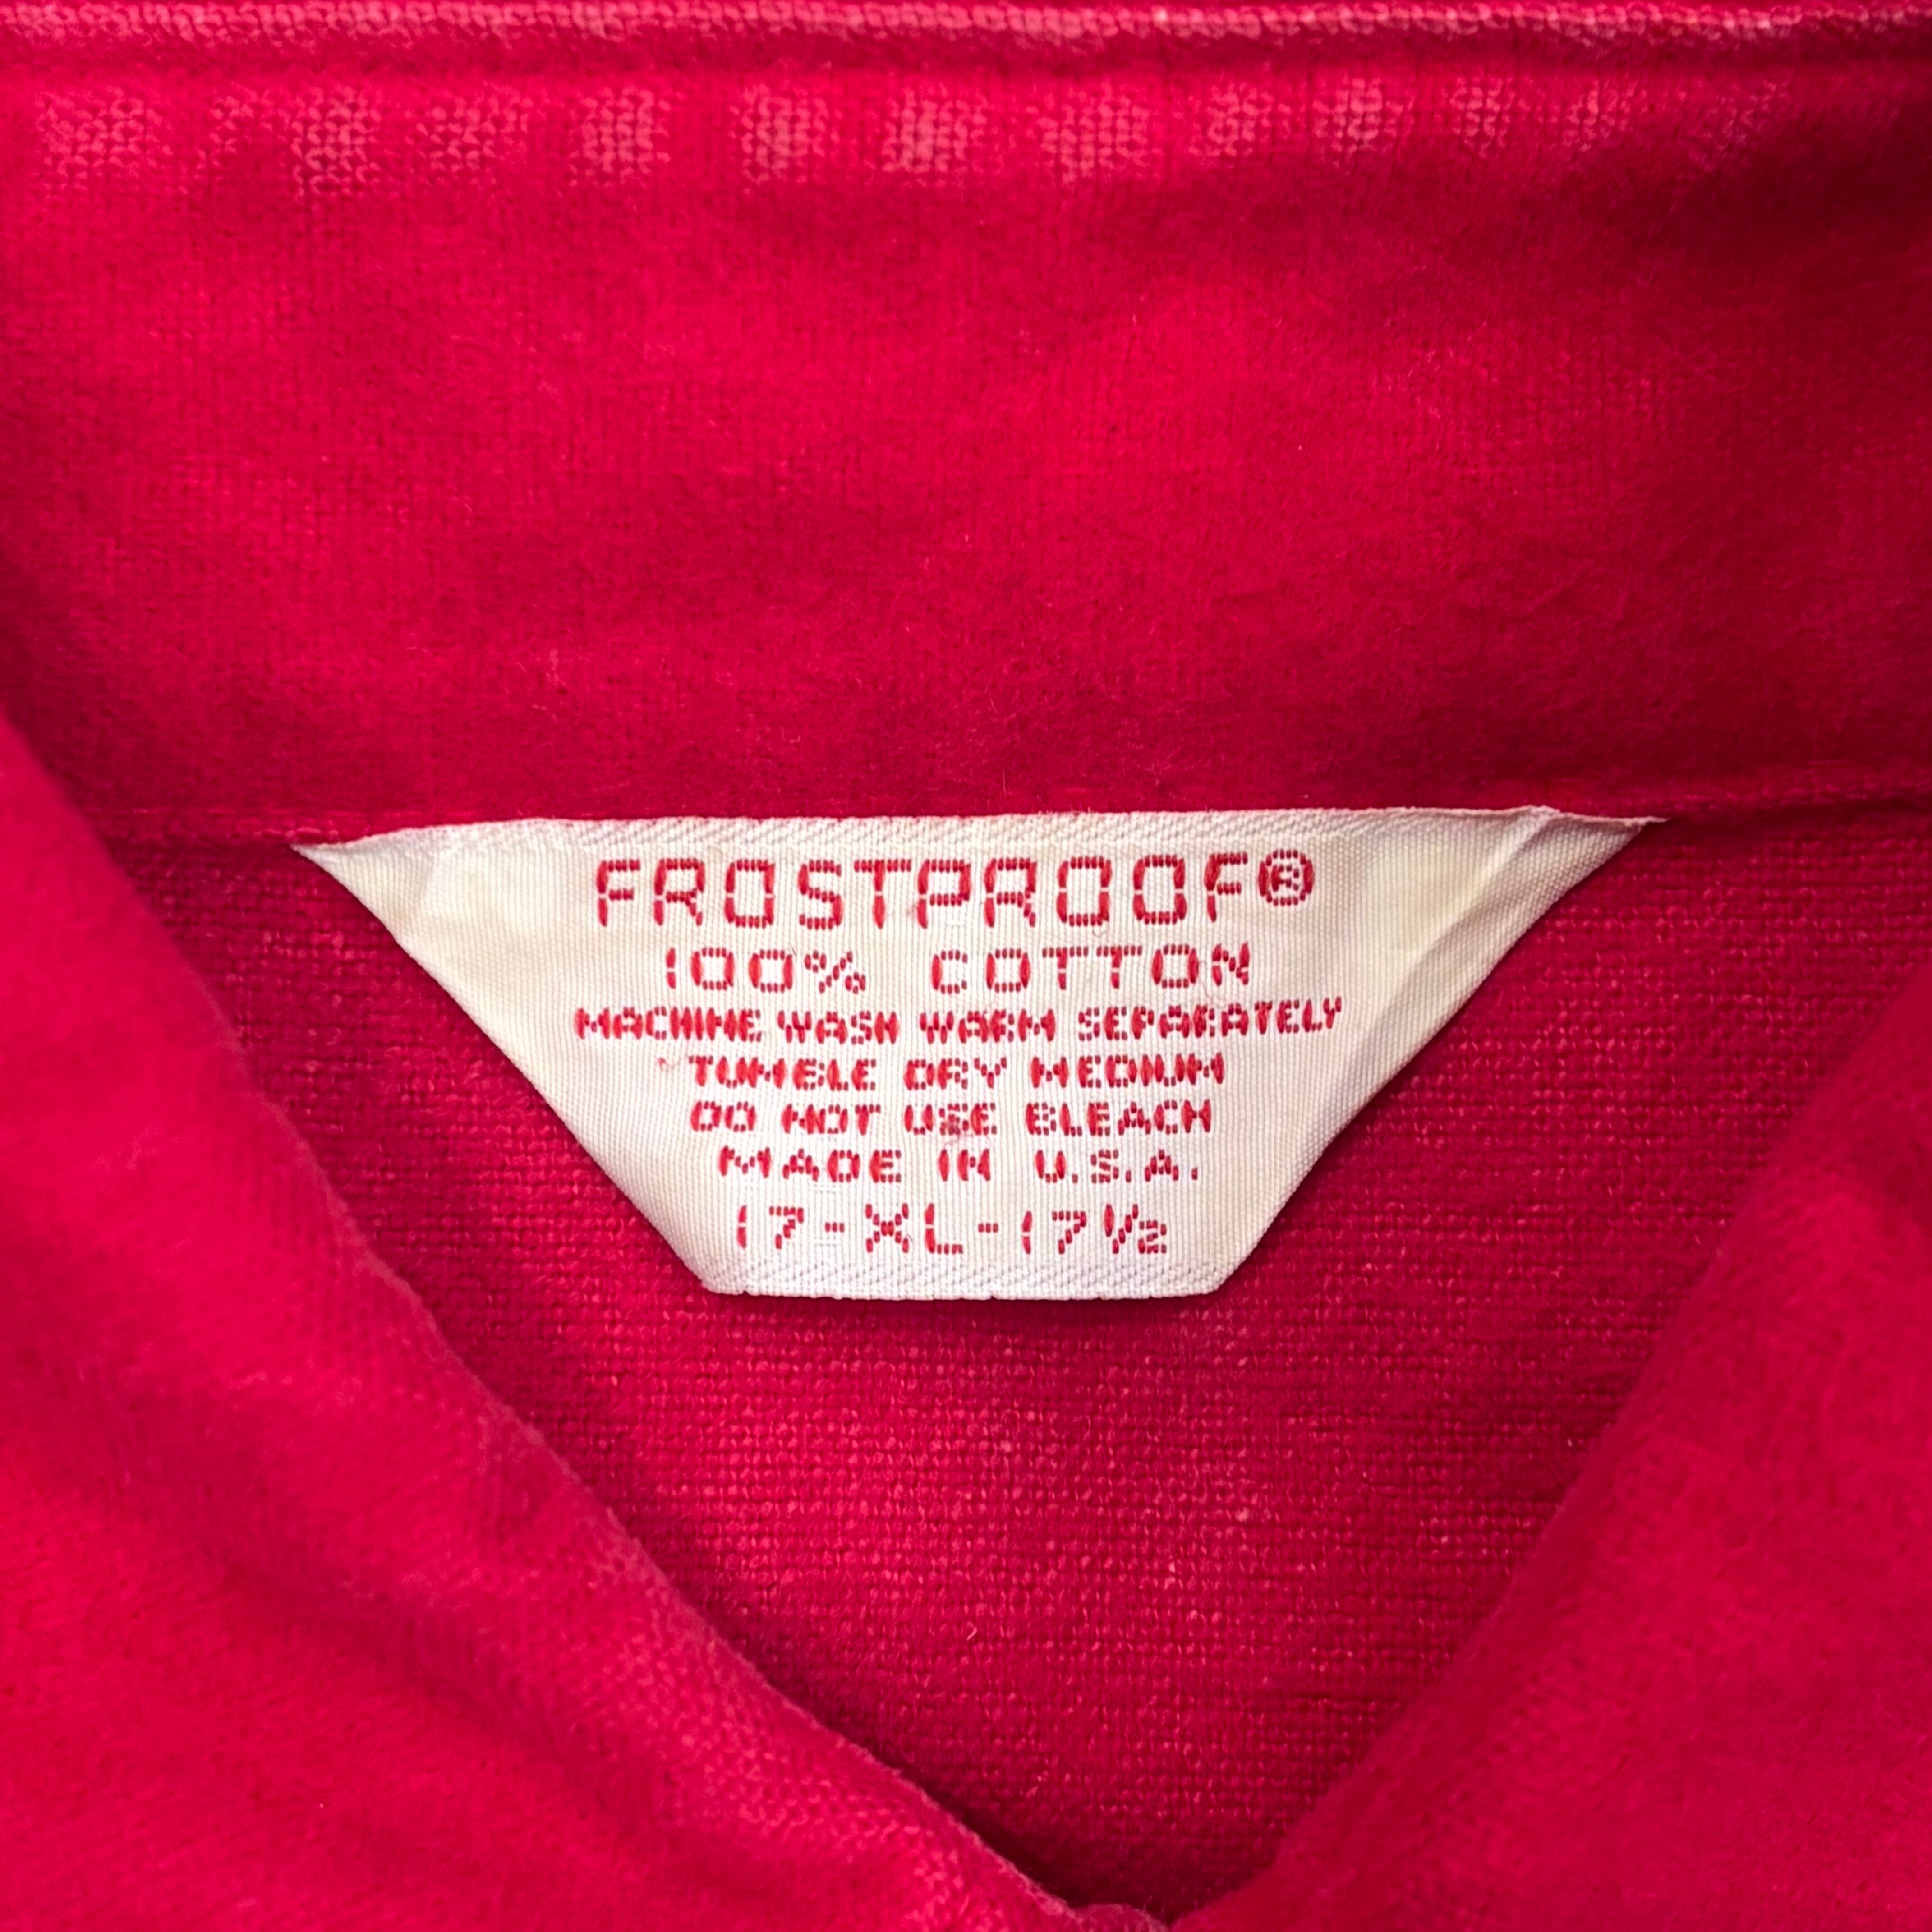 FROSTPROOF®
100% COTTON
MACHINE WASH WARM SEPARATELY
TUMBLE DRY MEDIUM
DO NOT USE BLEACH
MADE IN U.S.A.
17-XL-17½